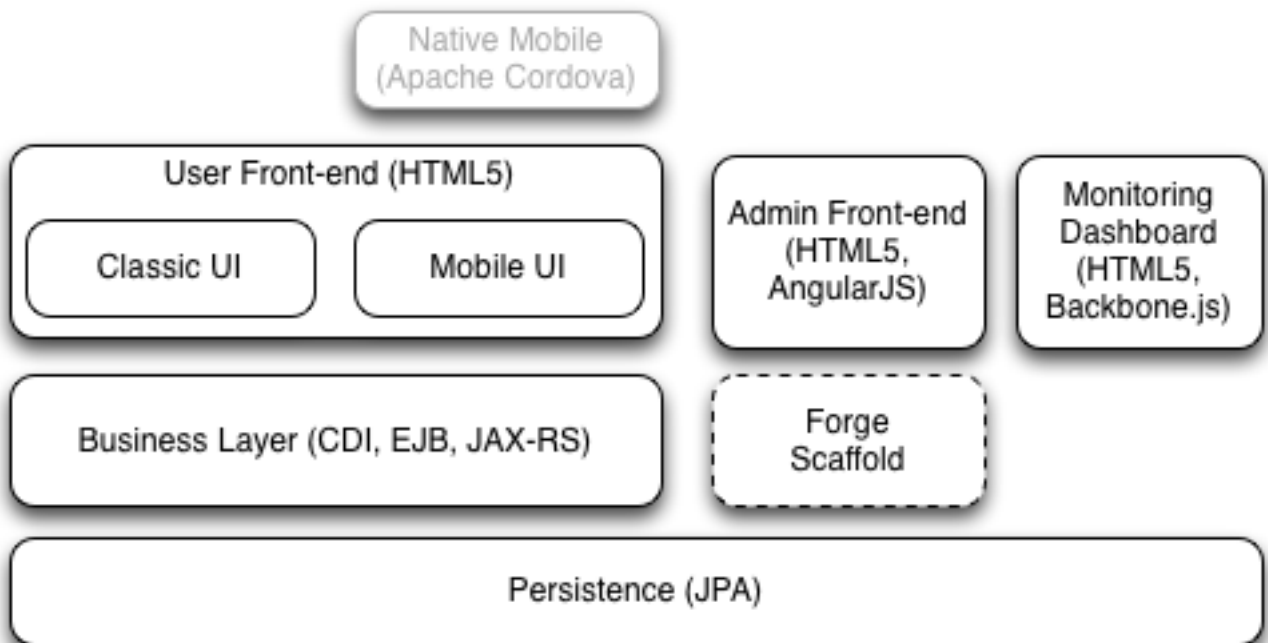 Native Mobile
(Apache Cordova)
User Front-end (HTML5)
Classic UI
Mobile UI
Admin Front-end
(HTML5,
AngularJS)
Monitoring
Dashboard
(HTML5,
Backbone.js)
Business Layer (CDI, EJB, JAX-RS)
Forge
Scaffold
Persistence (JPA)